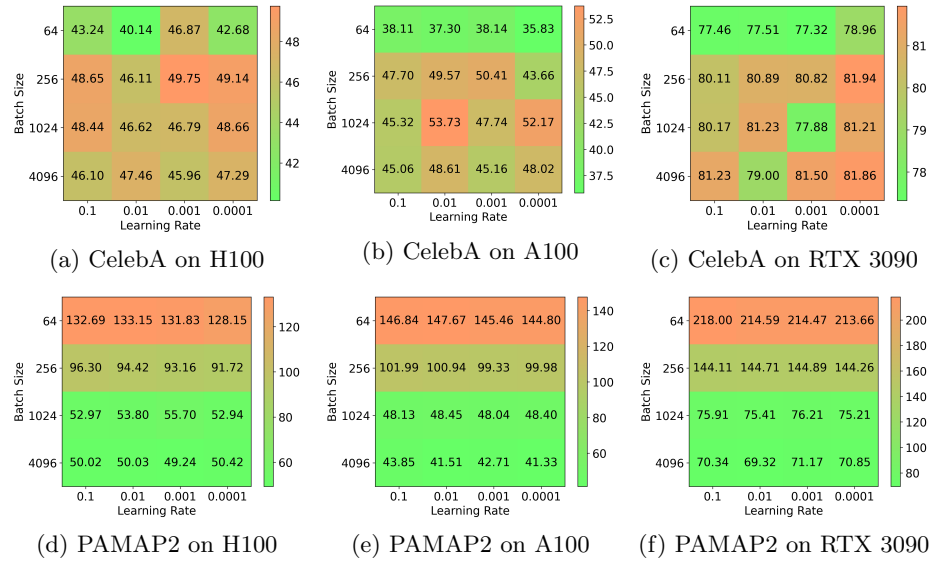 64 43.24 40.14 46.87 42.68
256 48.65 46.11 49.75 49.14
1024 48.44 46.62 46.79 48.66
4096 46.10 47.46 45.96 47.29
0.1 0.01 0.001 0.0001
Learning Rate
Batch Size
48
46
44
42
(a) CelebA on H100
64 38.11 37.30 38.14 35.83
256 47.70 49.57 50.41 43.66
1024 45.32 53.73 47.74 52.17
4096 45.06 48.61 45.16 48.02
0.1 0.01 0.001 0.0001
Learning Rate
Batch Size
52.5
50.0
47.5
45.0
42.5
40.0
37.5
(b) CelebA on A100
64 77.46 77.51 77.32 78.96
256 80.11 80.89 80.82 81.94
1024 80.17 81.23 77.88 81.21
4096 81.23 79.00 81.50 81.86
0.1 0.01 0.001 0.0001
Learning Rate
Batch Size
81
80
79
78
(c) CelebA on RTX 3090
64 132.69 133.15 131.83 128.15
256 96.30 94.42 93.16 91.72
1024 52.97 53.80 55.70 52.94
4096 50.02 50.03 49.24 50.42
0.1 0.01 0.001 0.0001
Learning Rate
Batch Size
120
100
80
60
(d) PAMAP2 on H100
64 146.84 147.67 145.46 144.80
256 101.99 100.94 99.33 99.98
1024 48.13 48.45 48.04 48.40
4096 43.85 41.51 42.71 41.33
0.1 0.01 0.001 0.0001
Learning Rate
Batch Size
140
120
100
80
60
(e) PAMAP2 on A100
64 218.00 214.59 214.47 213.66
256 144.11 144.71 144.89 144.26
1024 75.91 75.41 76.21 75.21
4096 70.34 69.32 71.17 70.85
0.1 0.01 0.001 0.0001
Learning Rate
Batch Size
200
180
160
140
120
100
80
(f) PAMAP2 on RTX 3090